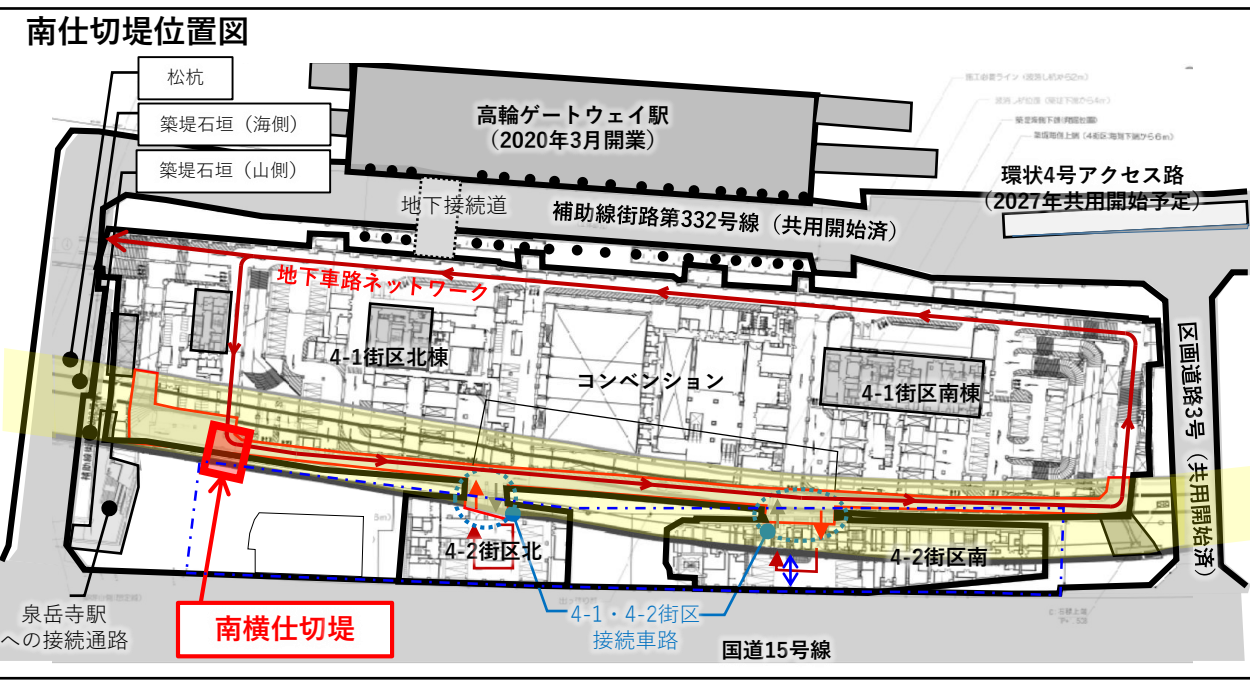 南仕切堤位置図
松杭
築堤石垣（海側）
築堤石垣（山側）
高輪ゲートウェイ駅
（2020年3月開業）
環状4号アクセス路
（2027年共用開始予定）
地下接続道
補助線街路第332号線（共用開始済）
地下車路ネットワーク
4-1街区北棟
コンベンション
4-1街区南棟
区画道路3号（共用開始済）
4-2街区北
4-2街区南
泉岳寺駅
への接続通路
南横仕切堤
4-1・4-2街区
接続車路
国道15号線